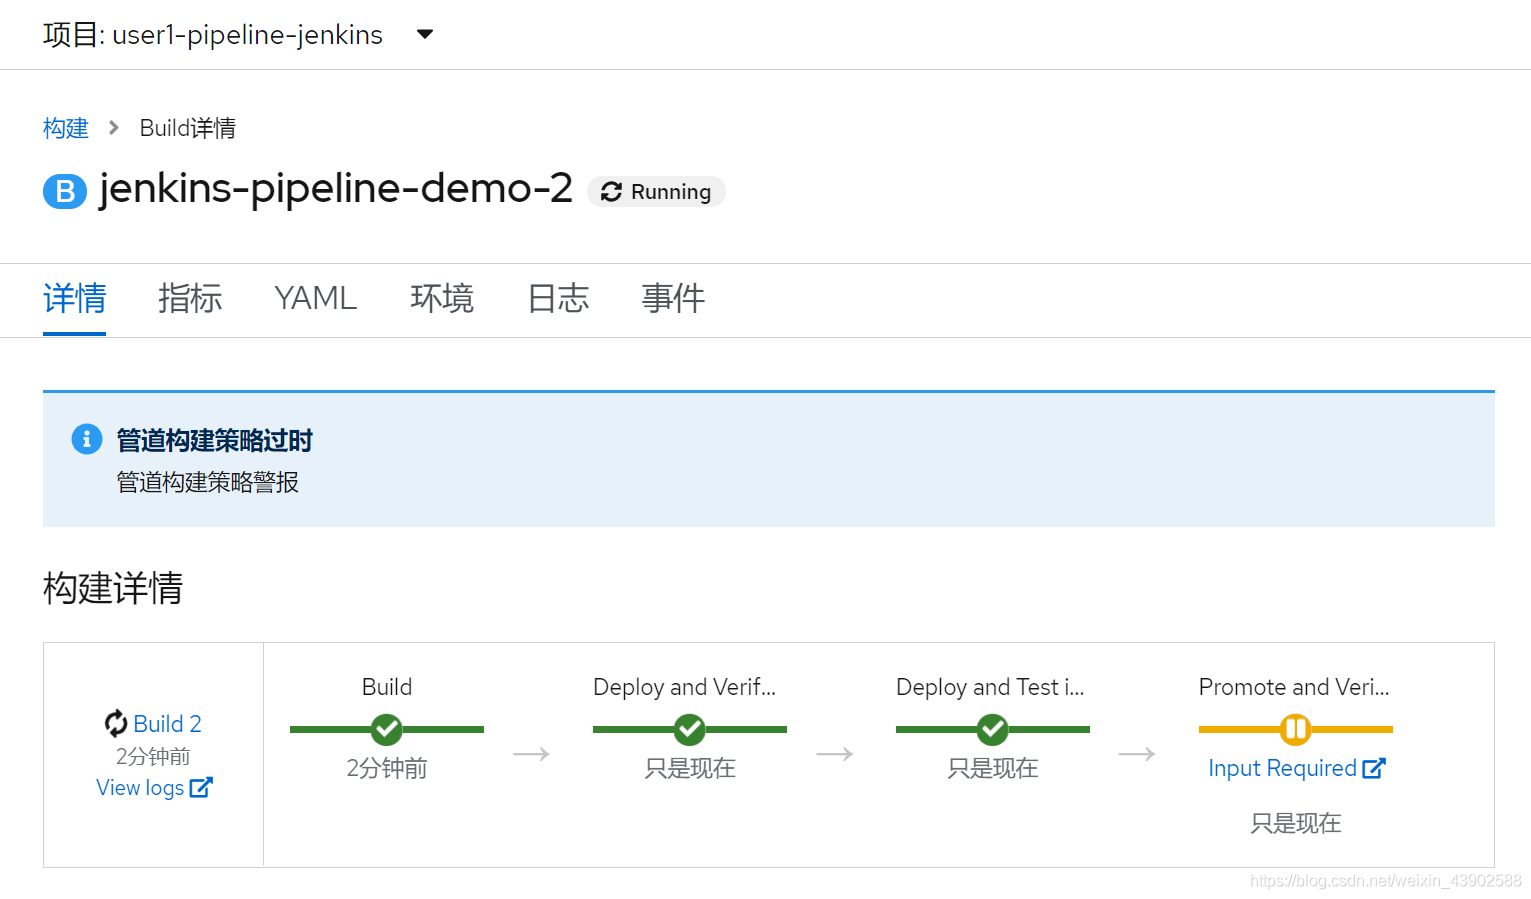 项目: user1-pipeline-jenkins
构建 Build详情
B jenkins-pipeline-demo-2 Running
详情 指标 YAML 环境 日志 事件
管道构建策略过时
管道构建策略警报
构建详情
Build 2
2分钟前
View logs
Build
2分钟前
Deploy and Verif...
只是现在
Deploy and Test i...
只是现在
Promote and Veri...
Input Required
只是现在
https://blog.csdn.net/weixin_43902588